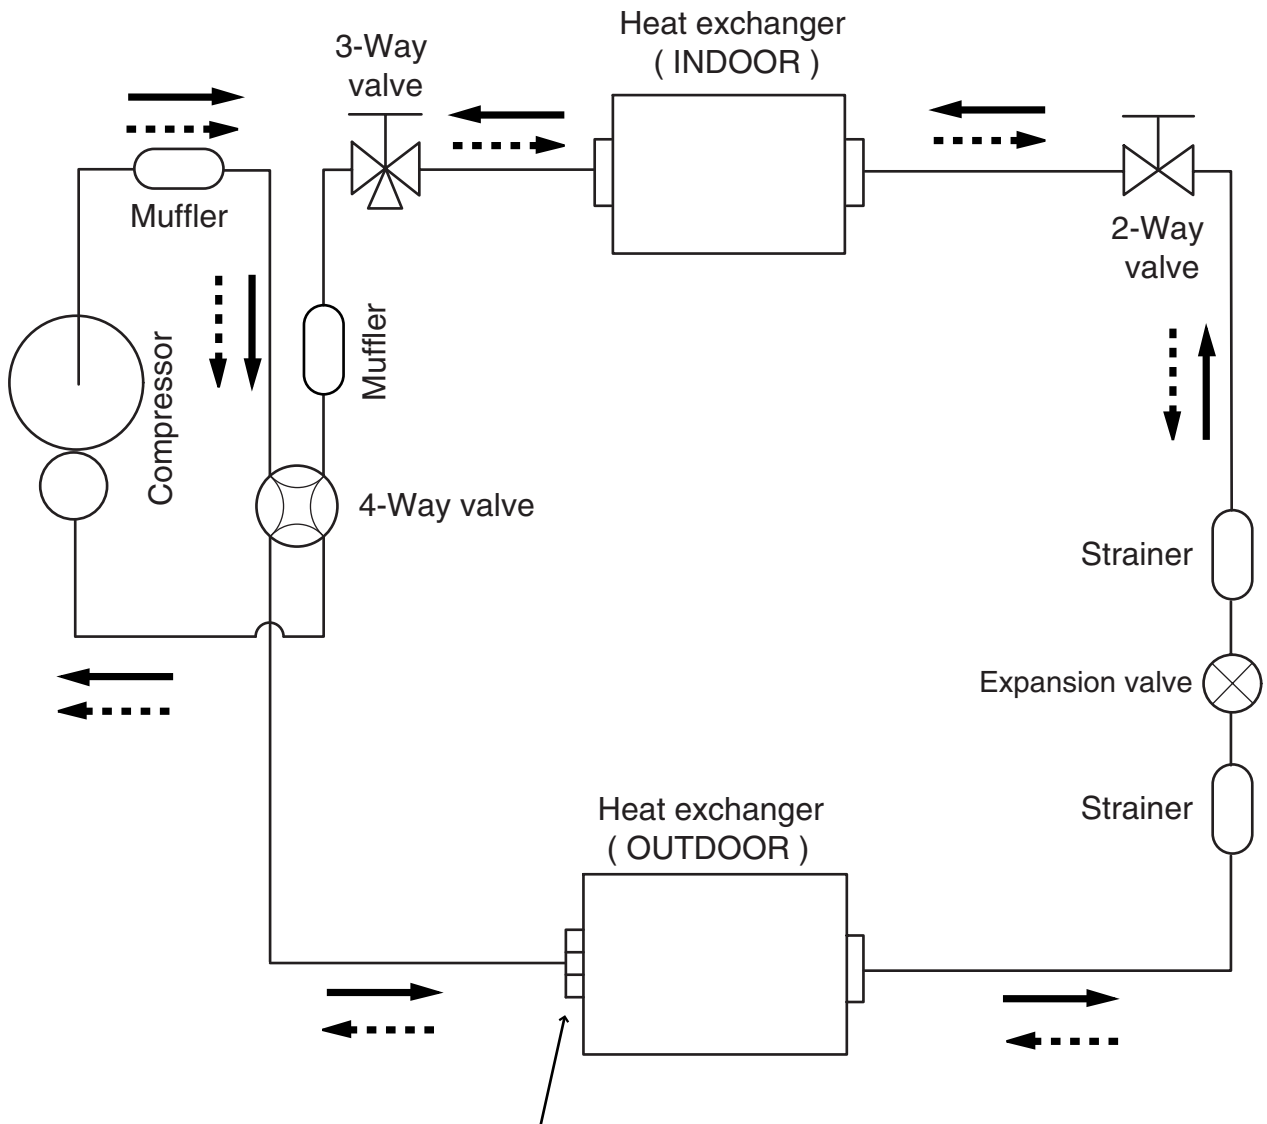 Heat exchanger
( INDOOR )
3-Way
valve
Muffler
2-Way
valve
Muffler
Compressor
4-Way valve
Strainer
Expansion valve
Strainer
Heat exchanger
( OUTDOOR )